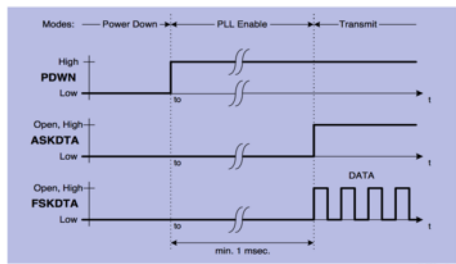 Modes: Power Down PLL Enable Transmit
High
PDWN
Low
to
t
Open, High
ASKDTA
Low
to
t
DATA
Open, High
FSKDTA
Low
to
t
min. 1 msec.